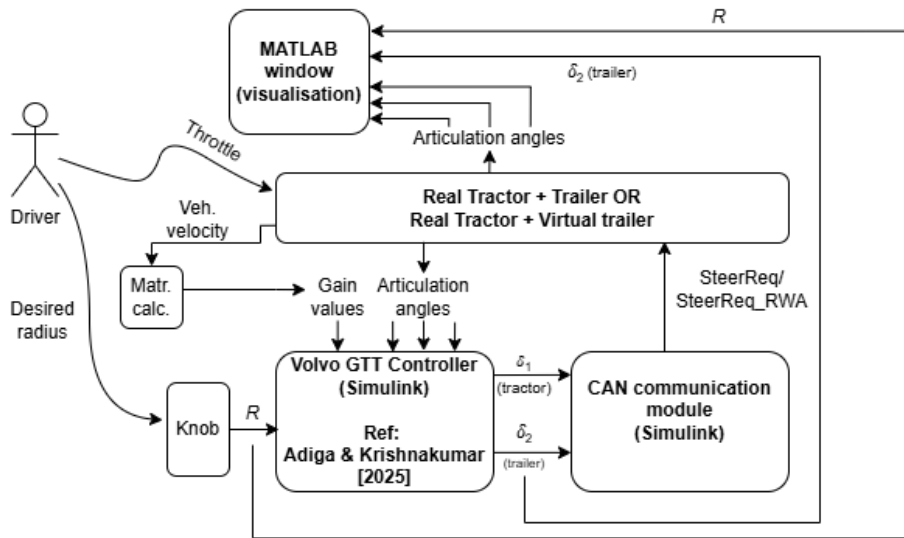 R
MATLAB
window
(visualisation)
δ₂ (trailer)
Throttle
Articulation angles
Driver
Real Tractor + Trailer OR
Real Tractor + Virtual trailer
Veh.
velocity
Matr.
calc.
Gain
values
Articulation
angles
SteerReq/
SteerReq_RWA
Desired
radius
Volvo GTT Controller
(Simulink)
Ref:
Adiga & Krishnakumar
[2025]
δ₁
(tractor)
δ₂
(trailer)
CAN communication
module
(Simulink)
Knob
R